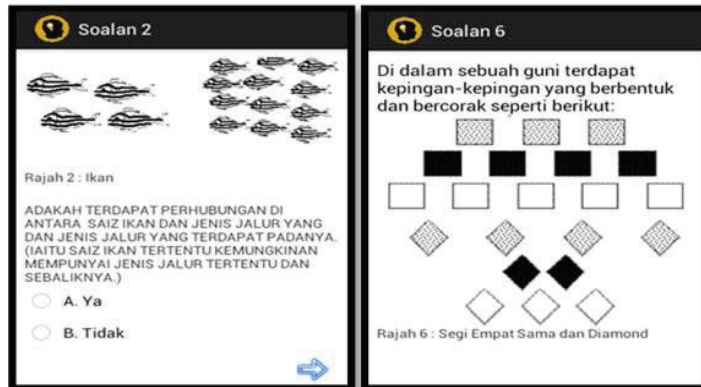 Soalan 2
Rajah 2 : Ikan
ADAKAH TERDAPAT PERHUBUNGAN DI
ANTARA SAIZ IKAN DAN JENIS JALUR YANG
DAN JENIS JALUR YANG TERDAPAT PADANYA.
(IAITU SAIZ IKAN TERTENTU KEMUNGKINAN
MEMPUNYAI JENIS JALUR TERTENTU DAN
SEBALIKNYA.)
A. Ya
B. Tidak
Soalan 6
Di dalam sebuah guni terdapat
kepingan-kepingan yang berbentuk
dan bercorak seperti berikut:
Rajah 6 : Segi Empat Sama dan Diamond